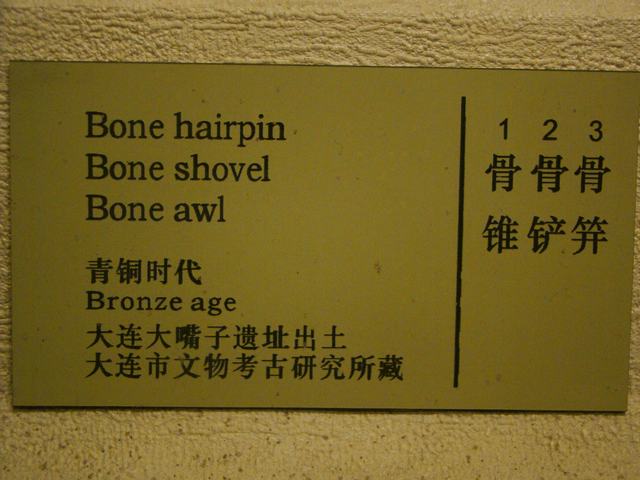 Bone hairpin
Bone shovel
Bone awl
青铜时代
Bronze age
大连大嘴子遗址出土
大连市文物考古研究所藏
1 2 3
骨 骨 骨
锥 铲 笄